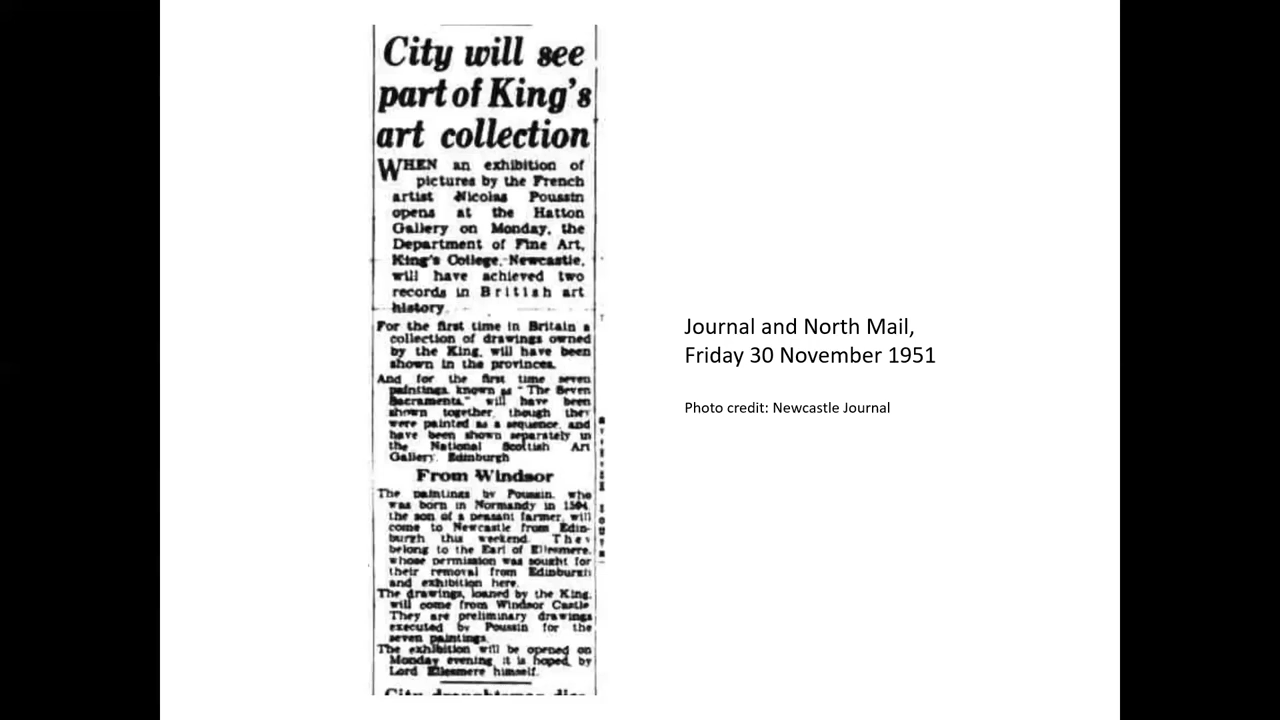 City will see
part of King's
art collection
WHEN an exhibition of
pictures by the French
artist Nicolas Poussin
opens at the Hatton
Gallery on Monday, the
Department of Fine Art,
King's College, Newcastle,
will have achieved two
records in British art
history.
For the first time in Britain a
collection of drawings owned
by the King, will have been
shown in the provinces.
And for the first time seven
paintings, known as "The Seven
Sacraments," will have been
shown together, though they
were painted as a sequence, and
have been shown separately in
the National Scottish Art
Gallery, Edinburgh
From Windsor
The paintings by Poussin, who
was born in Normandy in 1594,
the son of a peasant farmer, will
come to Newcastle from Edin-
burgh this weekend. They
belong to the Earl of Ellesmere,
whose permission was sought for
their removal from Edinburgh
and exhibition here.
The drawings, loaned by the King,
will come from Windsor Castle
They are preliminary drawings
executed by Poussin for the
seven paintings.
The exhibition will be opened on
Monday evening it is hoped, by
Lord Ellesmere himself.
Journal and North Mail,
Friday 30 November 1951
Photo credit: Newcastle Journal